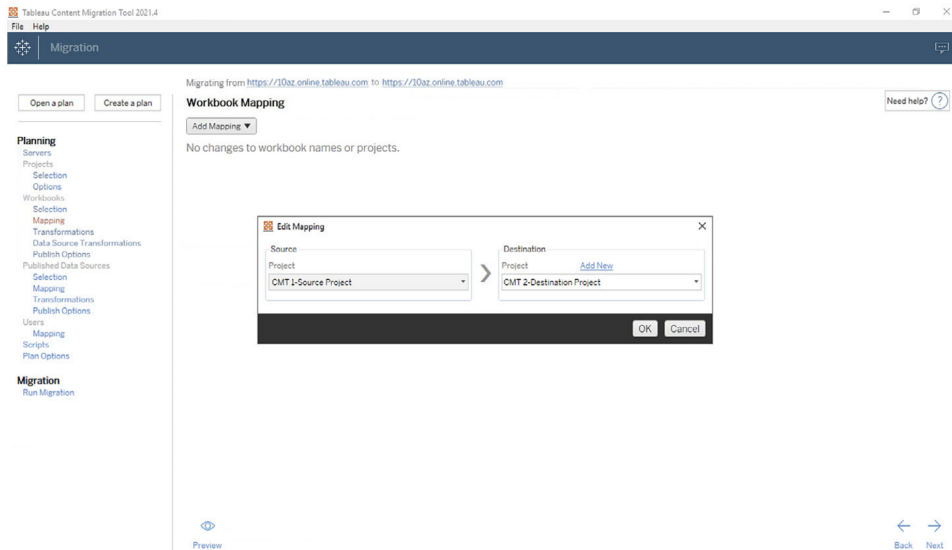 Tableau Content Migration Tool 2021.4
File Help
Migration
Migrating from https://10az.online.tableau.com to https://10az.online.tableau.com
Open a plan Create a plan
Workbook Mapping
Need help? ?
Add Mapping ▼
No changes to workbook names or projects.
Planning
Servers
Projects
Selection
Options
Workbooks
Selection
Mapping
Transformations
Data Source Transformations
Publish Options
Published Data Sources
Selection
Mapping
Transformations
Publish Options
Users
Mapping
Scripts
Plan Options
Migration
Run Migration
Edit Mapping
Source
Project
CMT 1-Source Project
Destination
Project Add New
CMT 2-Destination Project
OK Cancel
Preview
Back Next